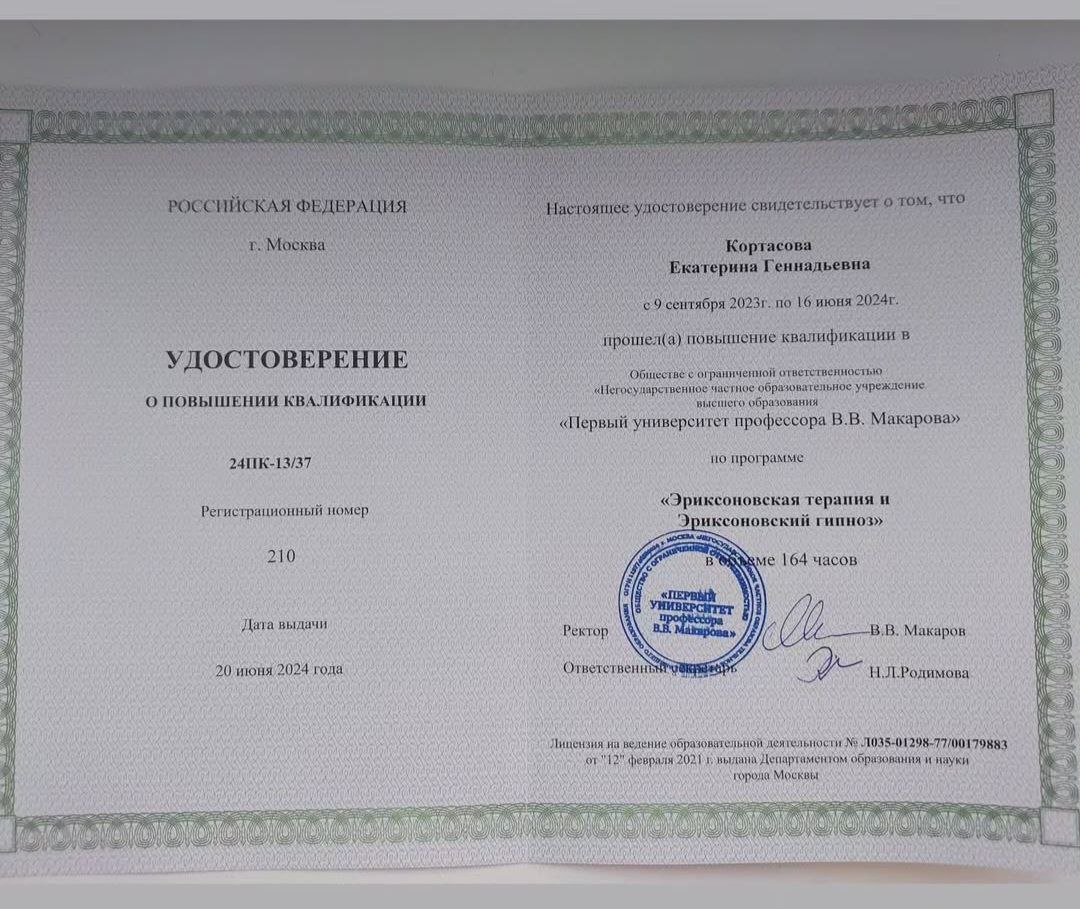 РОССИЙСКАЯ ФЕДЕРАЦИЯ
г. Москва
УДОСТОВЕРЕНИЕ
О ПОВЫШЕНИИ КВАЛИФИКАЦИИ
24ПК-13/37
Регистрационный номер
210
Дата выдачи
20 июня 2024 года
Настоящее удостоверение свидетельствует о том, что
Кортасова
Екатерина Геннадьевна
с 9 сентября 2023г. по 16 июня 2024г.
прошел(а) повышение квалификации в
Обществе с ограниченной ответственностью
«Негосударственное частное образовательное учреждение
высшего образования
«Первый университет профессора В.В. Макарова»
по программе
«Эриксоновская терапия и
Эриксоновский гипноз»
в объеме 164 часов
«ПЕРВЫЙ
УНИВЕРСИТЕТ
профессора
В.В. Макарова»
ОБЩЕСТВО С ОГРАНИЧЕННОЙ ОТВЕТСТВЕННОСТЬЮ
Ректор
В.В. Макаров
Ответственный секретарь
Н.Л.Родимова
Лицензия на ведение образовательной деятельности № Л035-01298-77/00179883
от "12" февраля 2021 г. выдана Департаментом образования и науки
города Москвы